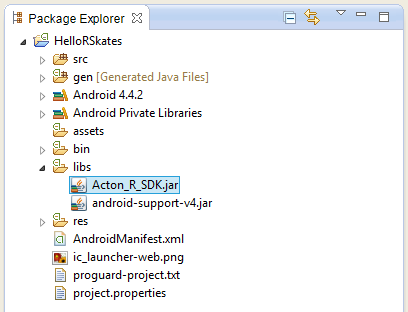 Package Explorer
HelloRSkates
src
gen [Generated Java Files]
Android 4.4.2
Android Private Libraries
assets
bin
libs
Acton_R_SDK.jar
android-support-v4.jar
res
AndroidManifest.xml
ic_launcher-web.png
proguard-project.txt
project.properties